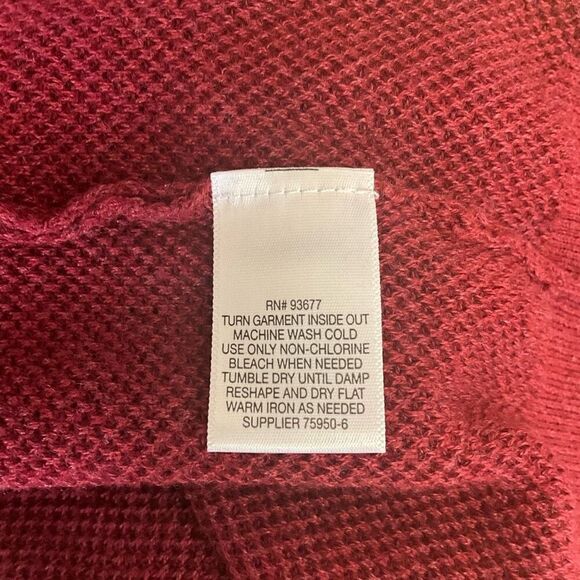 RN# 93677
TURN GARMENT INSIDE OUT
MACHINE WASH COLD
USE ONLY NON-CHLORINE
BLEACH WHEN NEEDED
TUMBLE DRY UNTIL DAMP
RESHAPE AND DRY FLAT
WARM IRON AS NEEDED
SUPPLIER 75950-6